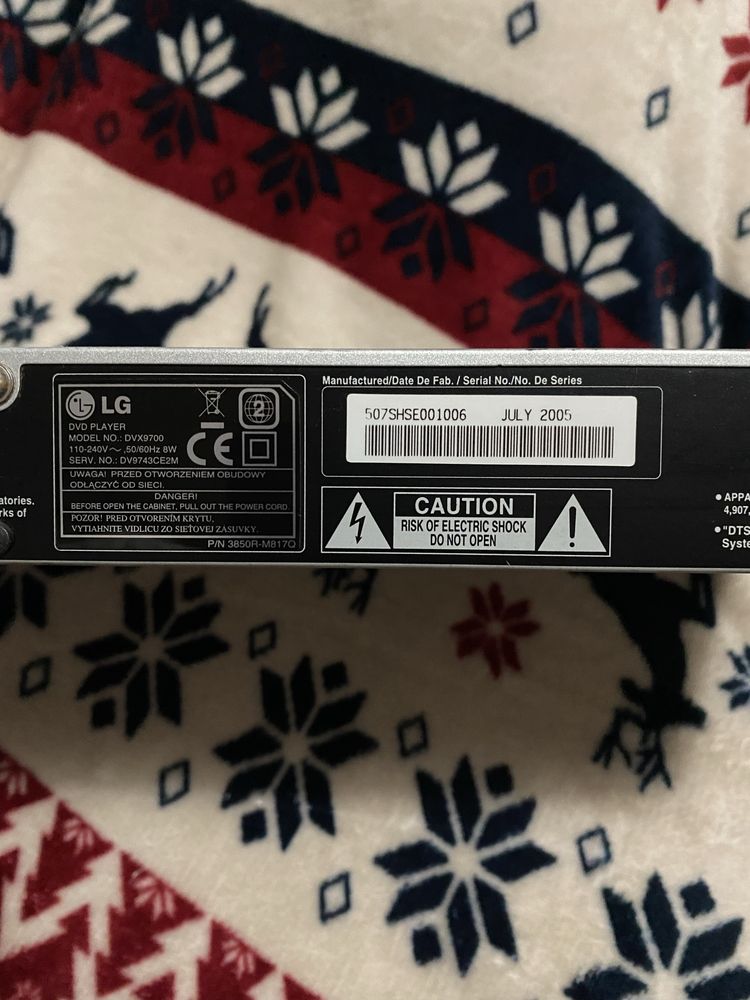 LG
2
DVD PLAYER
MODEL NO.: DVX9700
110-240V~ ,50/60Hz 8W
SERV. NO.: DV9743CE2M
CE
UWAGA! PRZED OTWORZENIEM OBUDOWY
ODŁĄCZYĆ OD SIECI.
DANGER!
BEFORE OPEN THE CABINET, PULL OUT THE POWER CORD.
POZOR! PRED OTVORENÍM KRYTU,
VYTIAHNITE VIDLICU ZO SIEŤOVEJ ZÁSUVKY.
P/N 3850R-M817Q
Manufactured/Date De Fab. / Serial No./No. De Series
507SHSE001006 JULY 2005
CAUTION
RISK OF ELECTRIC SHOCK
DO NOT OPEN
atories.
rks of
APPA
4,907,
"DTS
Syste